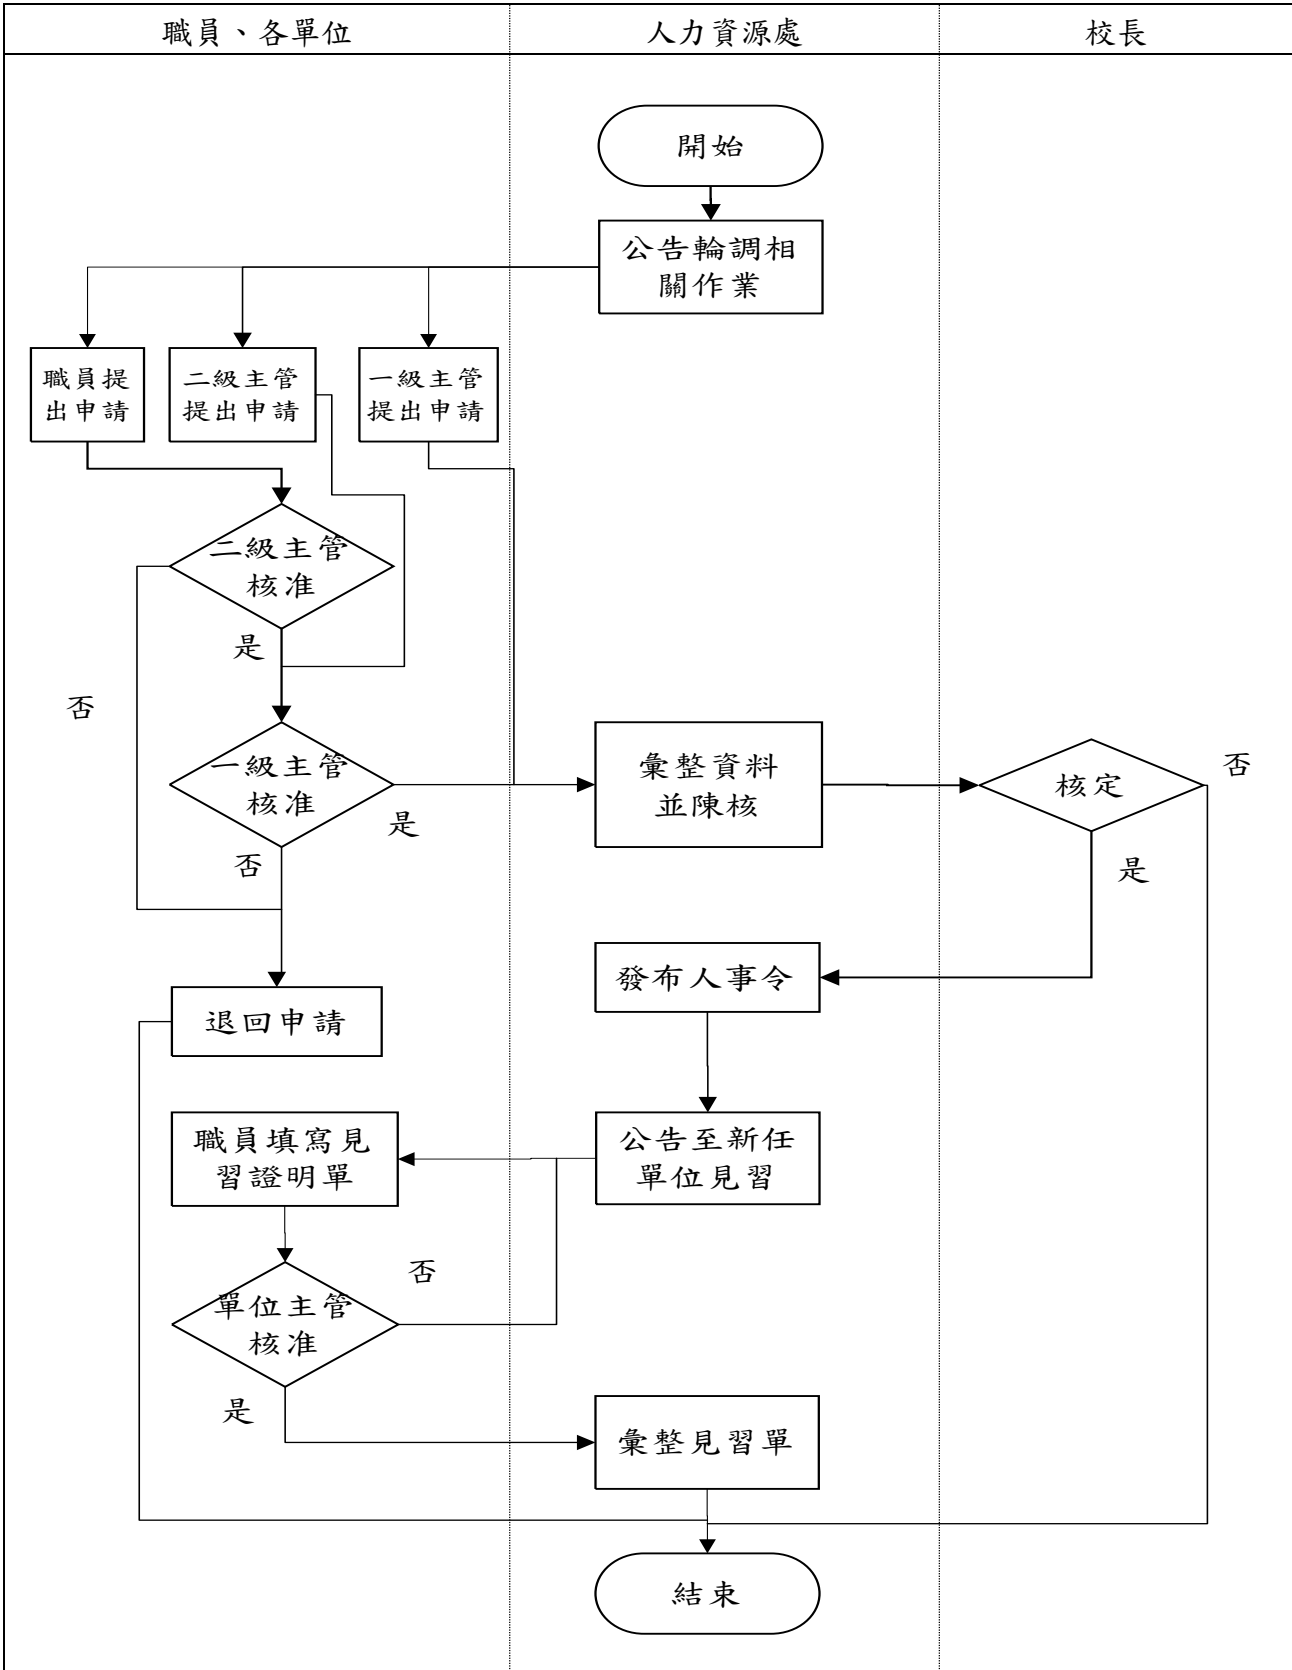 職員、各單位
人力資源處
校長
開始
公告輪調相
關作業
職員提
出申請
二級主管
提出申請
一級主管
提出申請
二級主管
核准
是
否
一級主管
核准
是
否
彙整資料
並陳核
核定
否
是
發布人事令
退回申請
公告至新任
單位見習
職員填寫見
習證明單
單位主管
核准
否
是
彙整見習單
結束